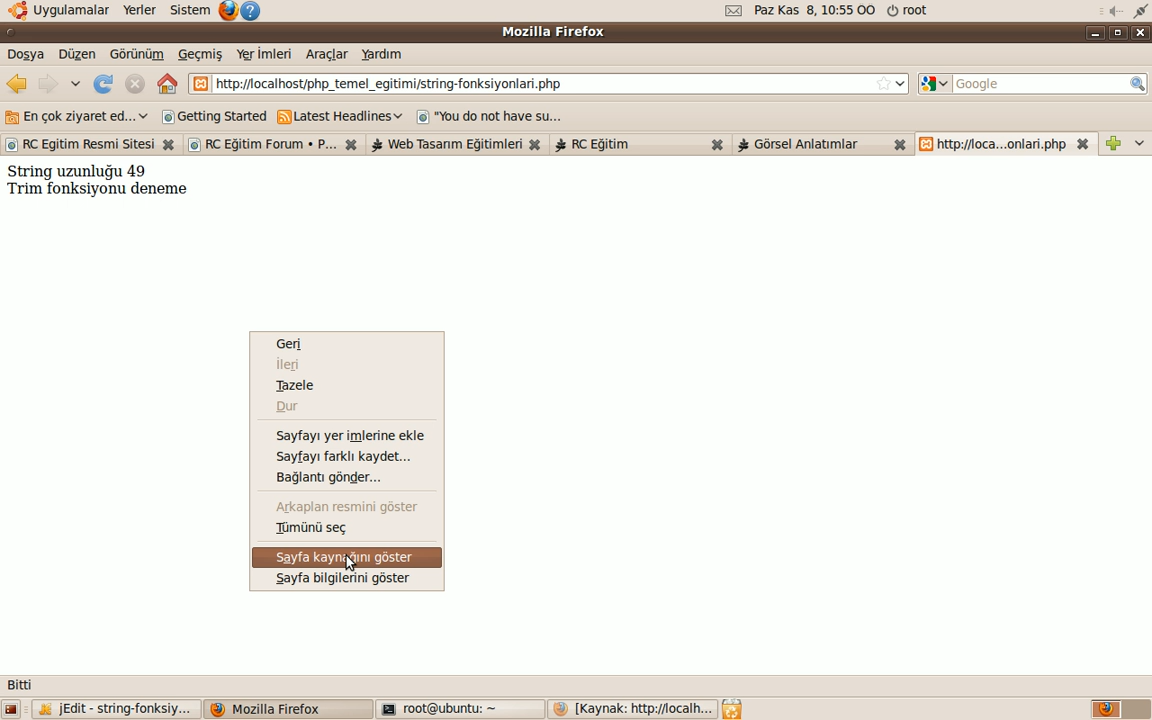 Uygulamalar Yerler Sistem Paz Kas 8, 10:55 ÖÖ root
Mozilla Firefox
Dosya Düzen Görünüm Geçmiş Yer İmleri Araçlar Yardım
http://localhost/php_temel_egitimi/string-fonksiyonlari.php Google
En çok ziyaret ed... Getting Started Latest Headlines "You do not have su...
RC Egitim Resmi Sitesi RC Eğitim Forum • P... Web Tasarım Eğitimleri RC Eğitim Görsel Anlatımlar http://loca...onlari.php
String uzunluğu 49
Trim fonksiyonu deneme
Geri
İleri
Tazele
Dur
Sayfayı yer imlerine ekle
Sayfayı farklı kaydet...
Bağlantı gönder...
Arkaplan resmini göster
Tümünü seç
Sayfa kaynağını göster
Sayfa bilgilerini göster
Bitti
jEdit - string-fonksiy... Mozilla Firefox root@ubuntu: ~ [Kaynak: http://localh...